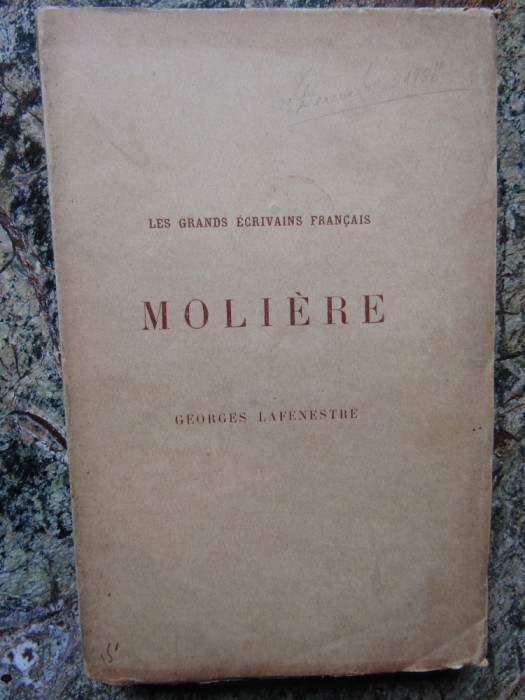 LES GRANDS ÉCRIVAINS FRANÇAIS
MOLIÈRE
GEORGES LAFENESTRE